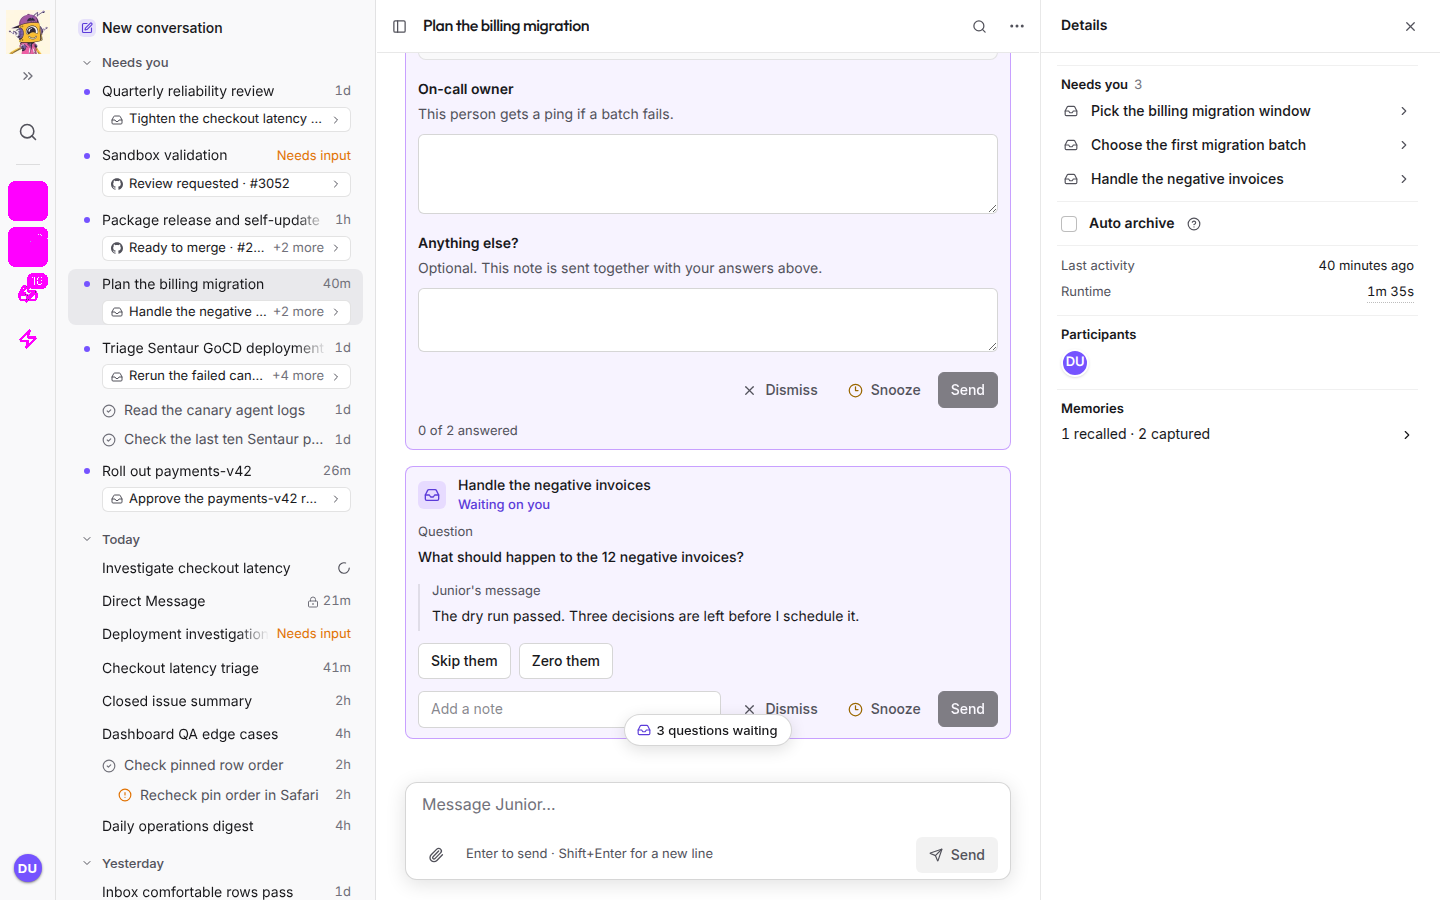 New conversation
Needs you
Quarterly reliability review 1d
Tighten the checkout latency ...
Sandbox validation Needs input
Review requested · #3052
Package release and self-update 1h
Ready to merge · #2... +2 more
Plan the billing migration 40m
Handle the negative ... +2 more
Triage Sentaur GoCD deployment 1d
Rerun the failed can... +4 more
Read the canary agent logs 1d
Check the last ten Sentaur p... 1d
Roll out payments-v42 26m
Approve the payments-v42 r...
Today
Investigate checkout latency
Direct Message 21m
Deployment investigation Needs input
Checkout latency triage 41m
Closed issue summary 2h
Dashboard QA edge cases 4h
Check pinned row order 2h
Recheck pin order in Safari 2h
Daily operations digest 4h
Yesterday
Inbox comfortable rows pass 1d
DU
Plan the billing migration
On-call owner
This person gets a ping if a batch fails.
Anything else?
Optional. This note is sent together with your answers above.
Dismiss Snooze Send
0 of 2 answered
Handle the negative invoices
Waiting on you
Question
What should happen to the 12 negative invoices?
Junior's message
The dry run passed. Three decisions are left before I schedule it.
Skip them Zero them
Add a note Dismiss Snooze Send
3 questions waiting
Message Junior...
Enter to send · Shift+Enter for a new line Send
Details
Needs you 3
Pick the billing migration window
Choose the first migration batch
Handle the negative invoices
Auto archive
Last activity 40 minutes ago
Runtime 1m 35s
Participants
DU
Memories
1 recalled · 2 captured